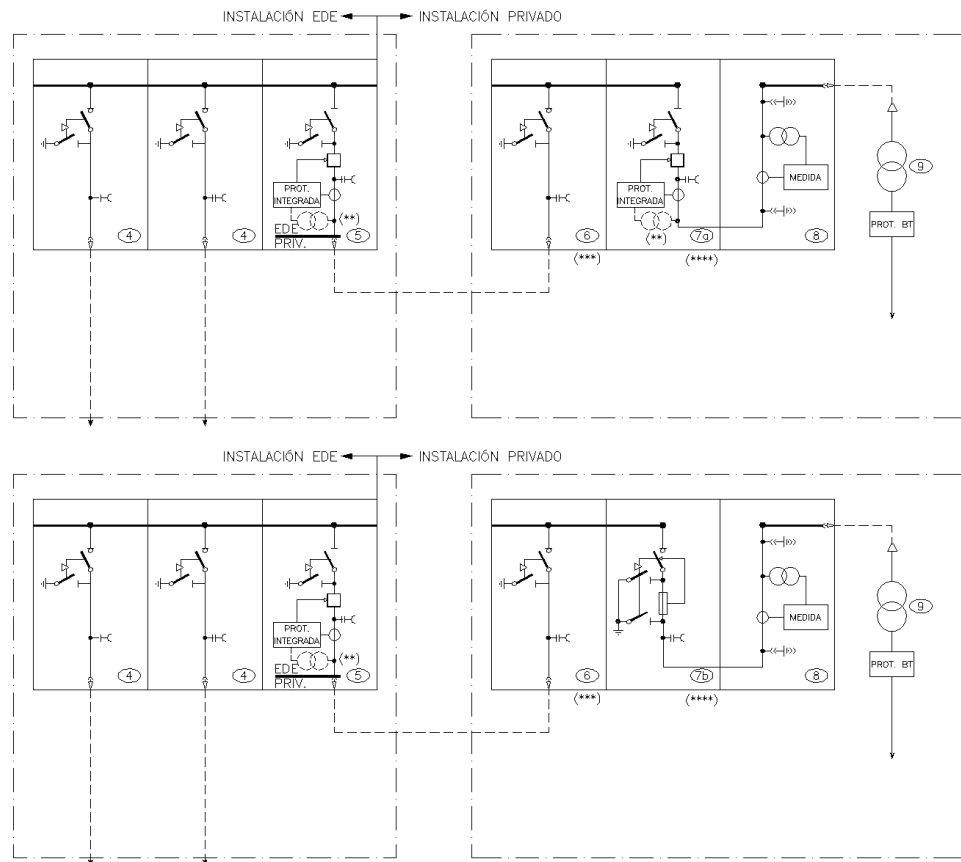 INSTALACIÓN EDE INSTALACIÓN PRIVADO
PROT.
INTEGRADA
(**)
EDE
PRIV.
4
4
5
PROT.
INTEGRADA
(**)
MEDIDA
6
(***)
7a
(****)
8
9
PROT. BT
INSTALACIÓN EDE INSTALACIÓN PRIVADO
PROT.
INTEGRADA
(**)
EDE
PRIV.
4
4
5
MEDIDA
6
(***)
7b
(****)
8
9
PROT. BT